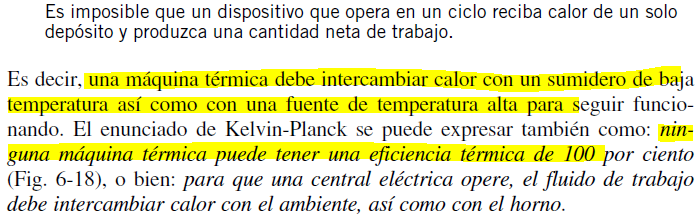 Es imposible que un dispositivo que opera en un ciclo reciba calor de un solo
depósito y produzca una cantidad neta de trabajo.
Es decir, una máquina térmica debe intercambiar calor con un sumidero de baja
temperatura así como con una fuente de temperatura alta para seguir funcio-
nando. El enunciado de Kelvin-Planck se puede expresar también como: nin-
guna máquina térmica puede tener una eficiencia térmica de 100 por ciento
(Fig. 6-18), o bien: para que una central eléctrica opere, el fluido de trabajo
debe intercambiar calor con el ambiente, así como con el horno.